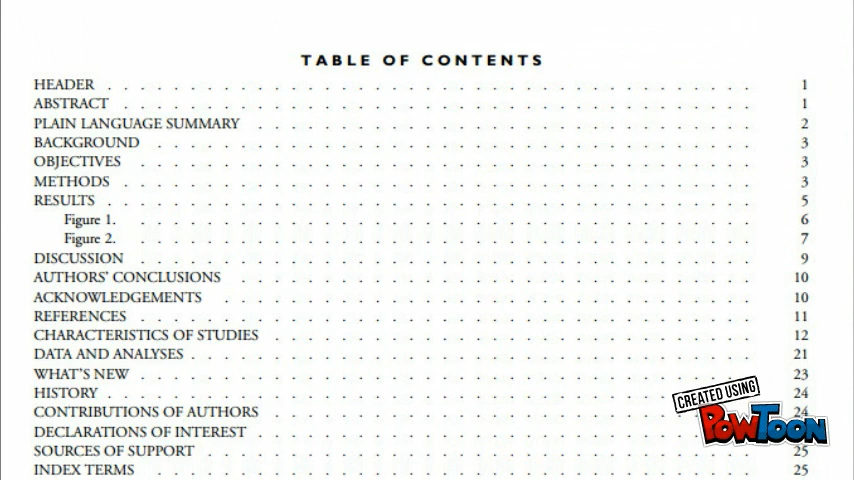 TABLE OF CONTENTS
HEADER . . . . . . . . . . . . . . . . . . . . . . . . . . . . . . . . . . . . . . . 1
ABSTRACT . . . . . . . . . . . . . . . . . . . . . . . . . . . . . . . . . . . . . . 1
PLAIN LANGUAGE SUMMARY . . . . . . . . . . . . . . . . . . . . . . . . . . . . . . 2
BACKGROUND . . . . . . . . . . . . . . . . . . . . . . . . . . . . . . . . . . . . 3
OBJECTIVES . . . . . . . . . . . . . . . . . . . . . . . . . . . . . . . . . . . . . 3
METHODS . . . . . . . . . . . . . . . . . . . . . . . . . . . . . . . . . . . . . . 3
RESULTS . . . . . . . . . . . . . . . . . . . . . . . . . . . . . . . . . . . . . . . 5
Figure 1. . . . . . . . . . . . . . . . . . . . . . . . . . . . . . . . . . . . . . 6
Figure 2. . . . . . . . . . . . . . . . . . . . . . . . . . . . . . . . . . . . . . 7
DISCUSSION . . . . . . . . . . . . . . . . . . . . . . . . . . . . . . . . . . . . . 9
AUTHORS' CONCLUSIONS . . . . . . . . . . . . . . . . . . . . . . . . . . . . . . . 10
ACKNOWLEDGEMENTS . . . . . . . . . . . . . . . . . . . . . . . . . . . . . . . . 10
REFERENCES . . . . . . . . . . . . . . . . . . . . . . . . . . . . . . . . . . . . . 11
CHARACTERISTICS OF STUDIES . . . . . . . . . . . . . . . . . . . . . . . . . . . . . 12
DATA AND ANALYSES . . . . . . . . . . . . . . . . . . . . . . . . . . . . . . . . . . 21
WHAT'S NEW . . . . . . . . . . . . . . . . . . . . . . . . . . . . . . . . . . . . . 23
HISTORY . . . . . . . . . . . . . . . . . . . . . . . . . . . . . . . . . . . . . . . 24
CONTRIBUTIONS OF AUTHORS . . . . . . . . . . . . . . . . . . . . . . . . . 24
DECLARATIONS OF INTEREST . . . . . . . . . . . . . . . . . . . . . . . . .
SOURCES OF SUPPORT . . . . . . . . . . . . . . . . . . . . . . . . . . . . . . . 25
INDEX TERMS . . . . . . . . . . . . . . . . . . . . . . . . . . . . . . . . . . . . 25
CREATED USING
POWTOON